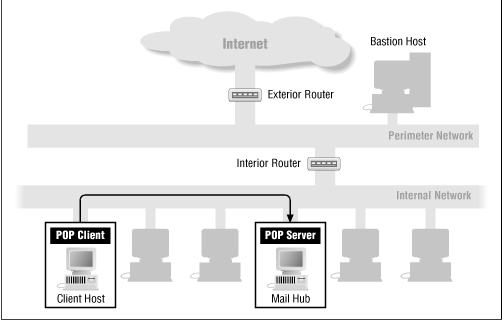 Internet
Bastion Host
Exterior Router
Perimeter Network
Interior Router
Internal Network
POP Client
POP Server
Client Host
Mail Hub